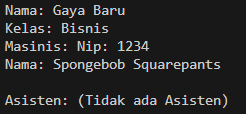 Nama: Gaya Baru
Kelas: Bisnis
Masinis: Nip: 1234
Nama: Spongebob Squarepants
Asisten: (Tidak ada Asisten)